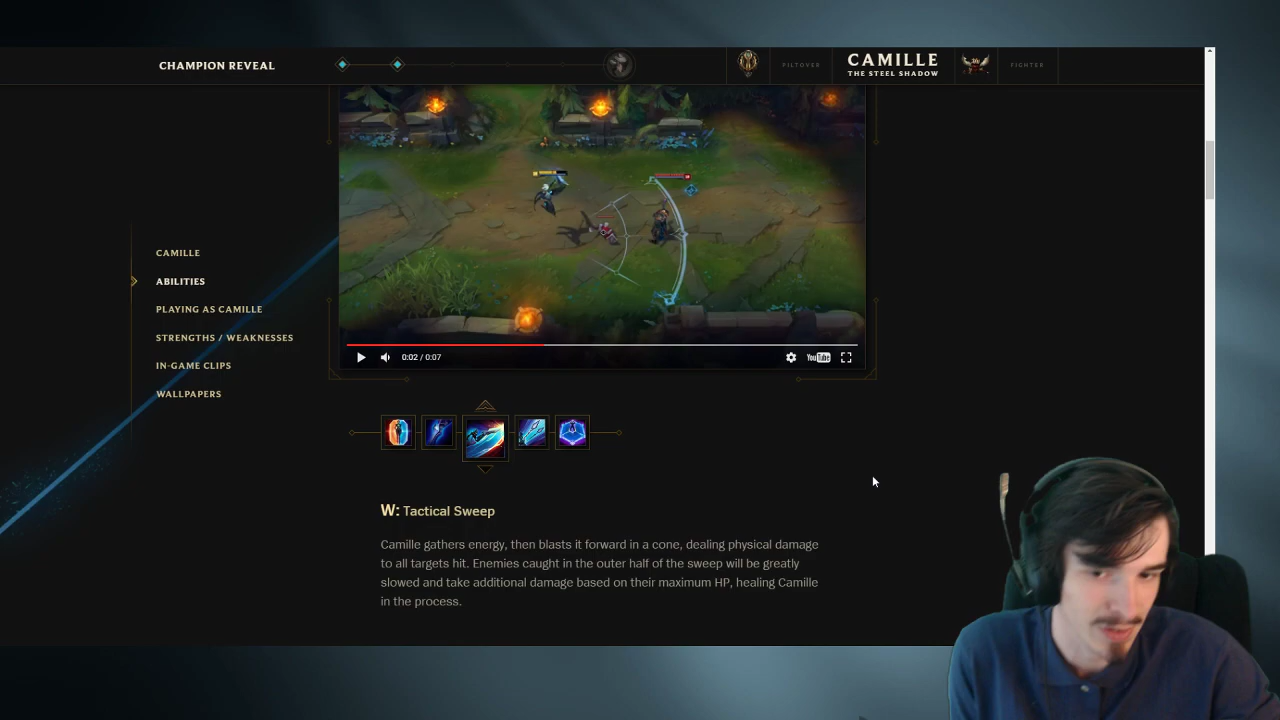 CHAMPION REVEAL
PILTOVER
CAMILLE
THE STEEL SHADOW
FIGHTER
CAMILLE
ABILITIES
PLAYING AS CAMILLE
STRENGTHS / WEAKNESSES
IN-GAME CLIPS
WALLPAPERS
0:02 / 0:07
YouTube
W: Tactical Sweep
Camille gathers energy, then blasts it forward in a cone, dealing physical damage
to all targets hit. Enemies caught in the outer half of the sweep will be greatly
slowed and take additional damage based on their maximum HP, healing Camille
in the process.